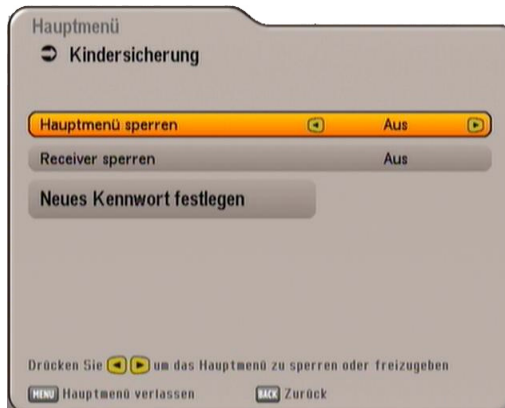 Hauptmenü
Kindersicherung
Hauptmenü sperren Aus
Receiver sperren Aus
Neues Kennwort festlegen
Drücken Sie um das Hauptmenü zu sperren oder freizugeben
MENU Hauptmenü verlassen BACK Zurück